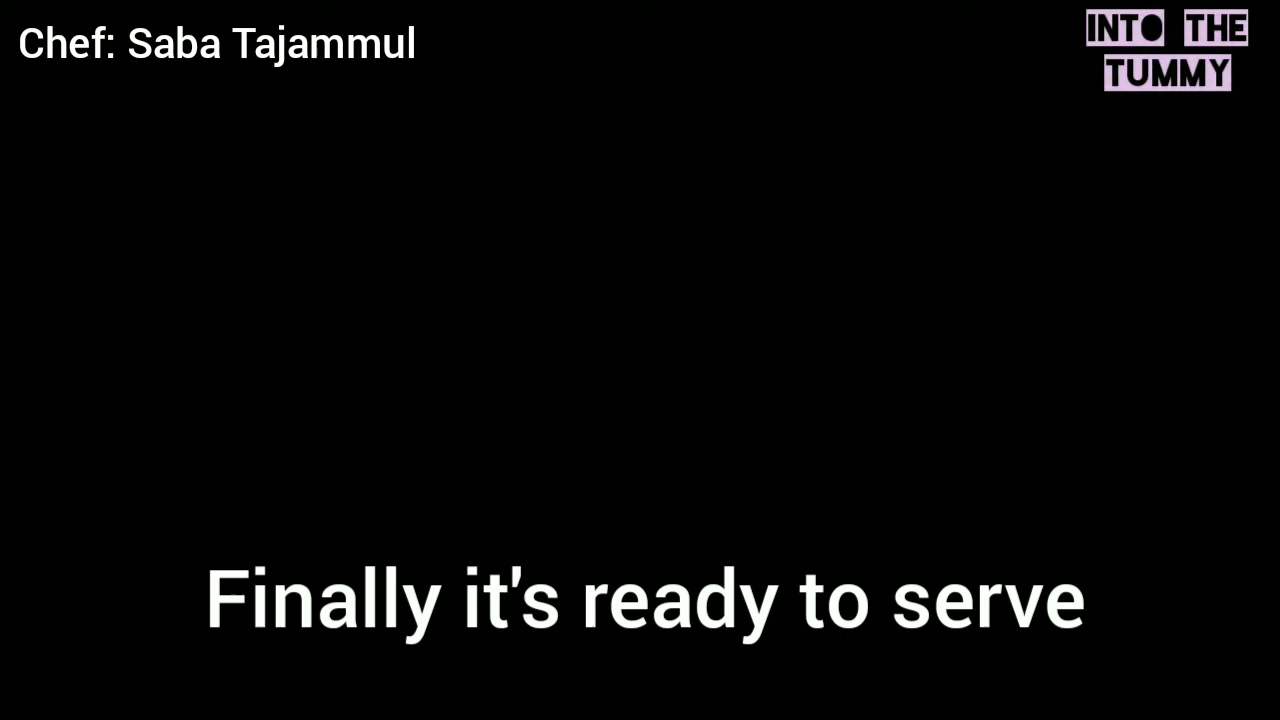 Chef: Saba Tajammul
INTO THE
TUMMY
Finally it's ready to serve